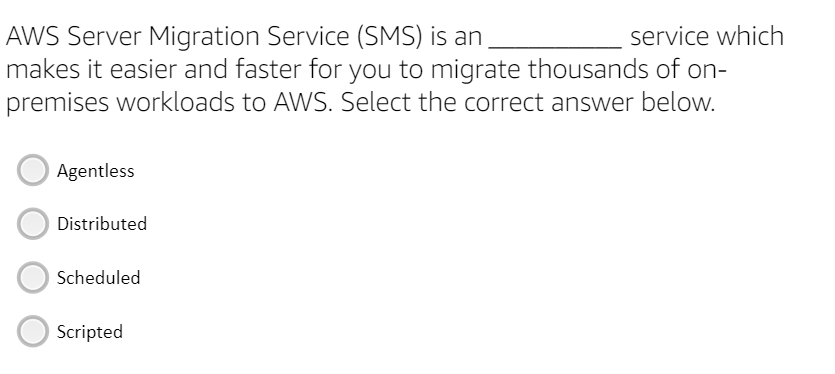 AWS Server Migration Service (SMS) is an ___________ service which
makes it easier and faster for you to migrate thousands of on-
premises workloads to AWS. Select the correct answer below.
Agentless
Distributed
Scheduled
Scripted